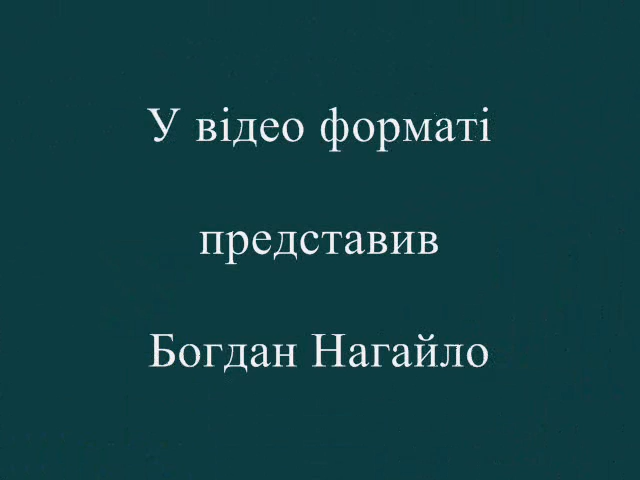 У відео форматі
представив
Богдан Нагайло